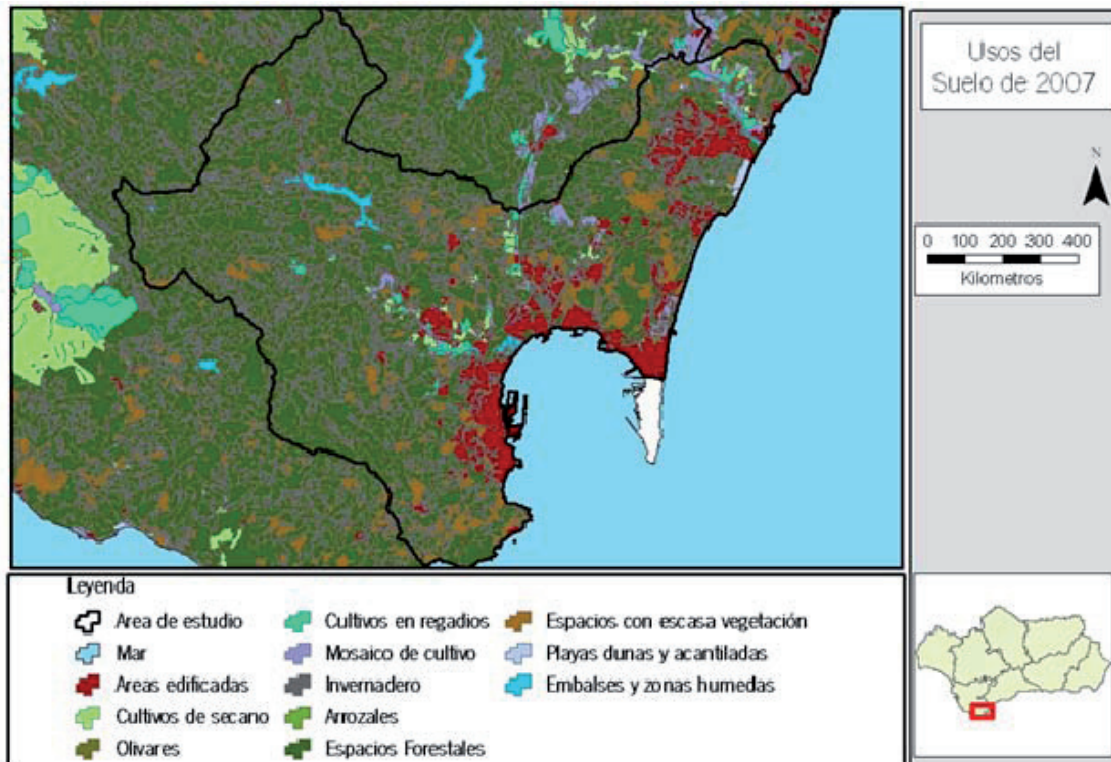 Usos del
Suelo de 2007
N
0 100 200 300 400
Kilometros
Leyenda
Area de estudio
Mar
Areas edificadas
Cultivos de secano
Olivares
Cultivos en regadios
Mosaico de cultivo
Invernadero
Arrozales
Espacios Forestales
Espacios con escasa vegetación
Playas dunas y acantiladas
Embalses y zonas humedas